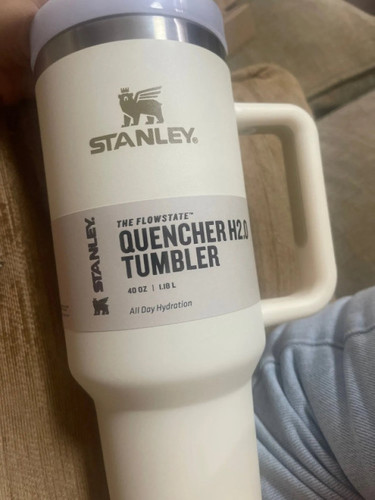 STANLEY.®
STANLEY.
THE FLOWSTATE™
QUENCHER H2.0
TUMBLER
40 OZ | 1.18 L
All Day Hydration